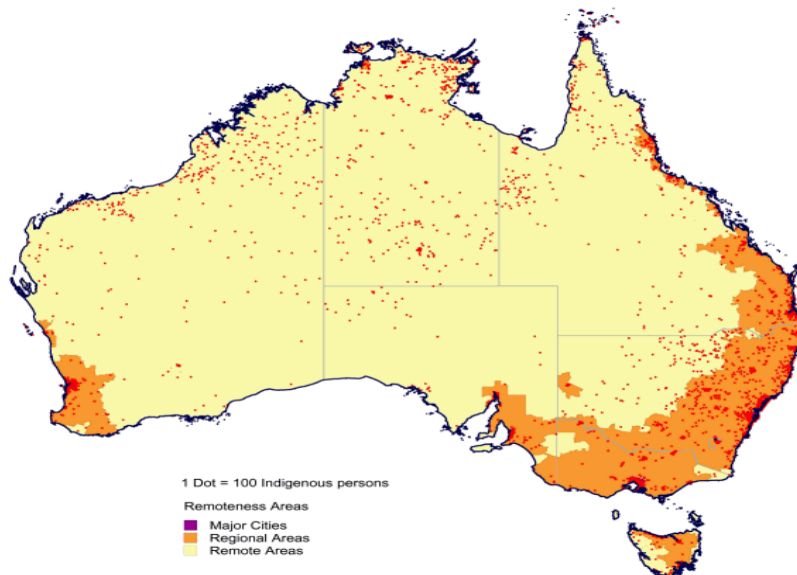 1 Dot = 100 Indigenous persons
Remoteness Areas
Major Cities
Regional Areas
Remote Areas